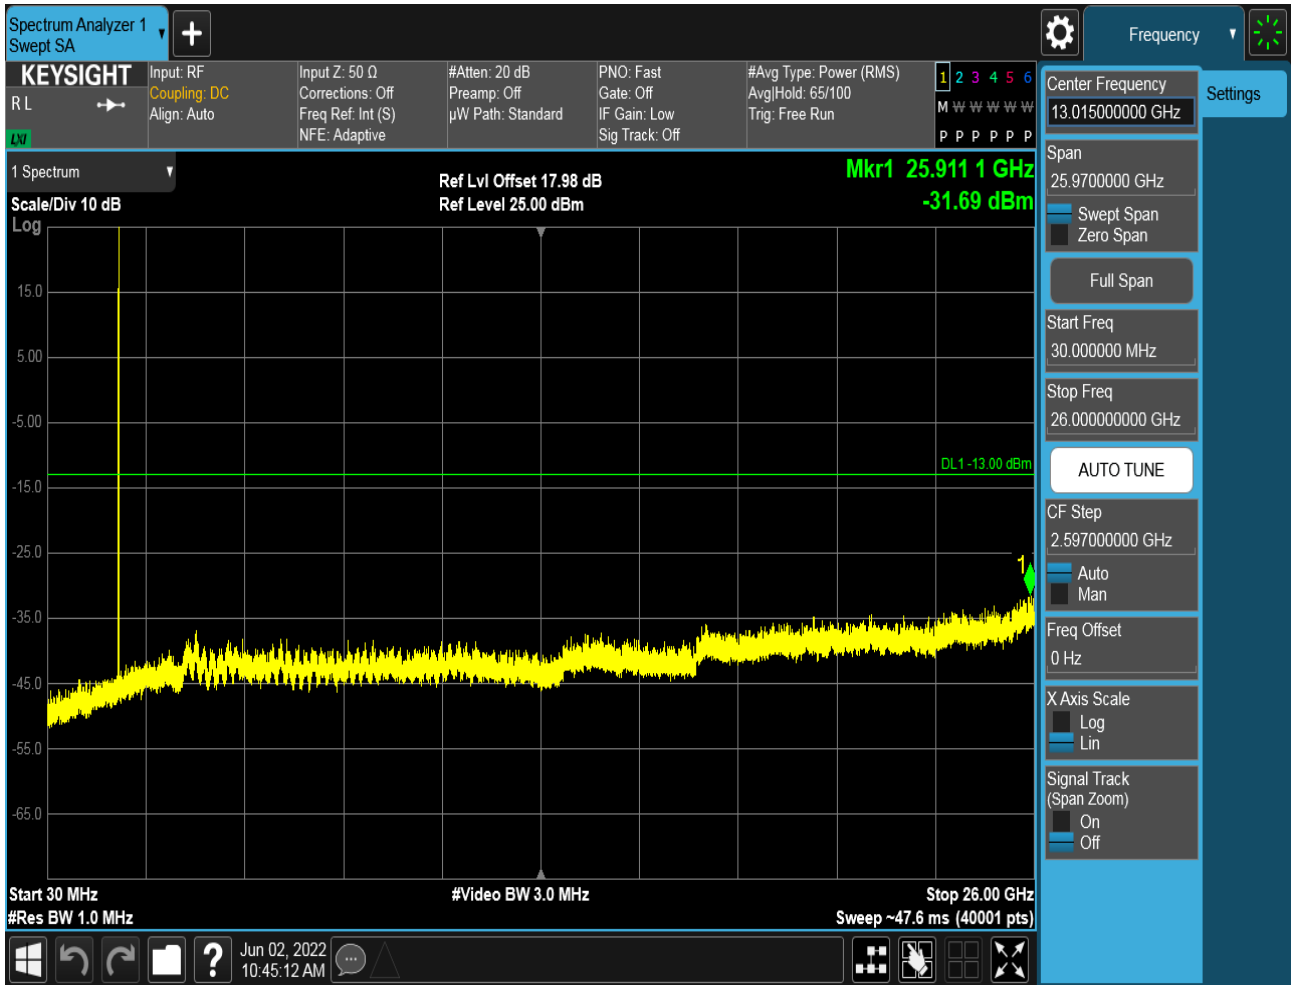 Spectrum Analyzer 1
Swept SA
Frequency
KEYSIGHT
R L
LXI
Input: RF
Coupling: DC
Align: Auto
Input Z: 50 Ω
Corrections: Off
Freq Ref: Int (S)
NFE: Adaptive
#Atten: 20 dB
Preamp: Off
µW Path: Standard
PNO: Fast
Gate: Off
IF Gain: Low
Sig Track: Off
#Avg Type: Power (RMS)
Avg|Hold: 65/100
Trig: Free Run
1 2 3 4 5 6
M W W W W W
P P P P P P
1 Spectrum
Scale/Div 10 dB
Log
Ref Lvl Offset 17.98 dB
Ref Level 25.00 dBm
Mkr1 25.911 1 GHz
-31.69 dBm
15.0
5.00
-5.00
DL1 -13.00 dBm
-15.0
-25.0
1
-35.0
-45.0
-55.0
-65.0
Start 30 MHz
#Res BW 1.0 MHz
#Video BW 3.0 MHz
Stop 26.00 GHz
Sweep ~47.6 ms (40001 pts)
Jun 02, 2022
10:45:12 AM
Center Frequency
13.015000000 GHz
Settings
Span
25.9700000 GHz
Swept Span
Zero Span
Full Span
Start Freq
30.000000 MHz
Stop Freq
26.000000000 GHz
AUTO TUNE
CF Step
2.597000000 GHz
Auto
Man
Freq Offset
0 Hz
X Axis Scale
Log
Lin
Signal Track
(Span Zoom)
On
Off